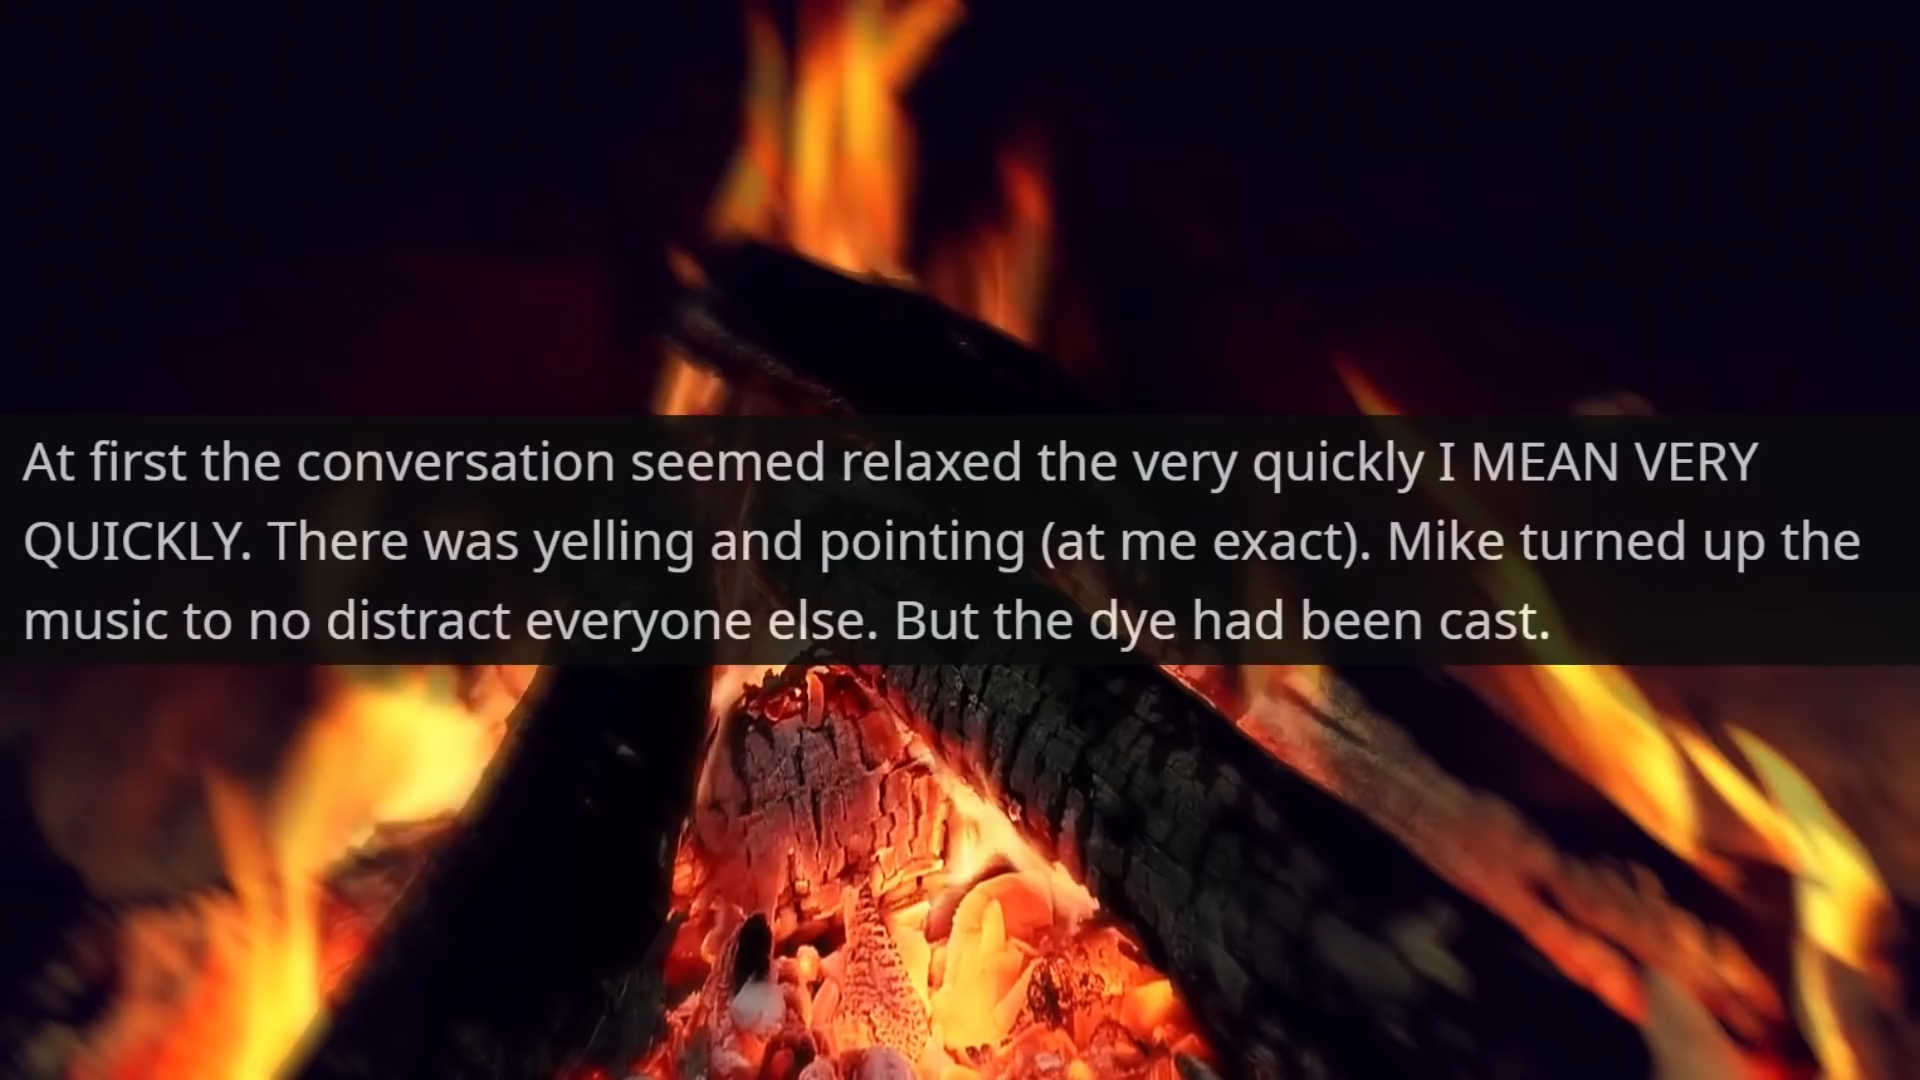 At first the conversation seemed relaxed the very quickly I MEAN VERY
QUICKLY. There was yelling and pointing (at me exact). Mike turned up the
music to no distract everyone else. But the dye had been cast.